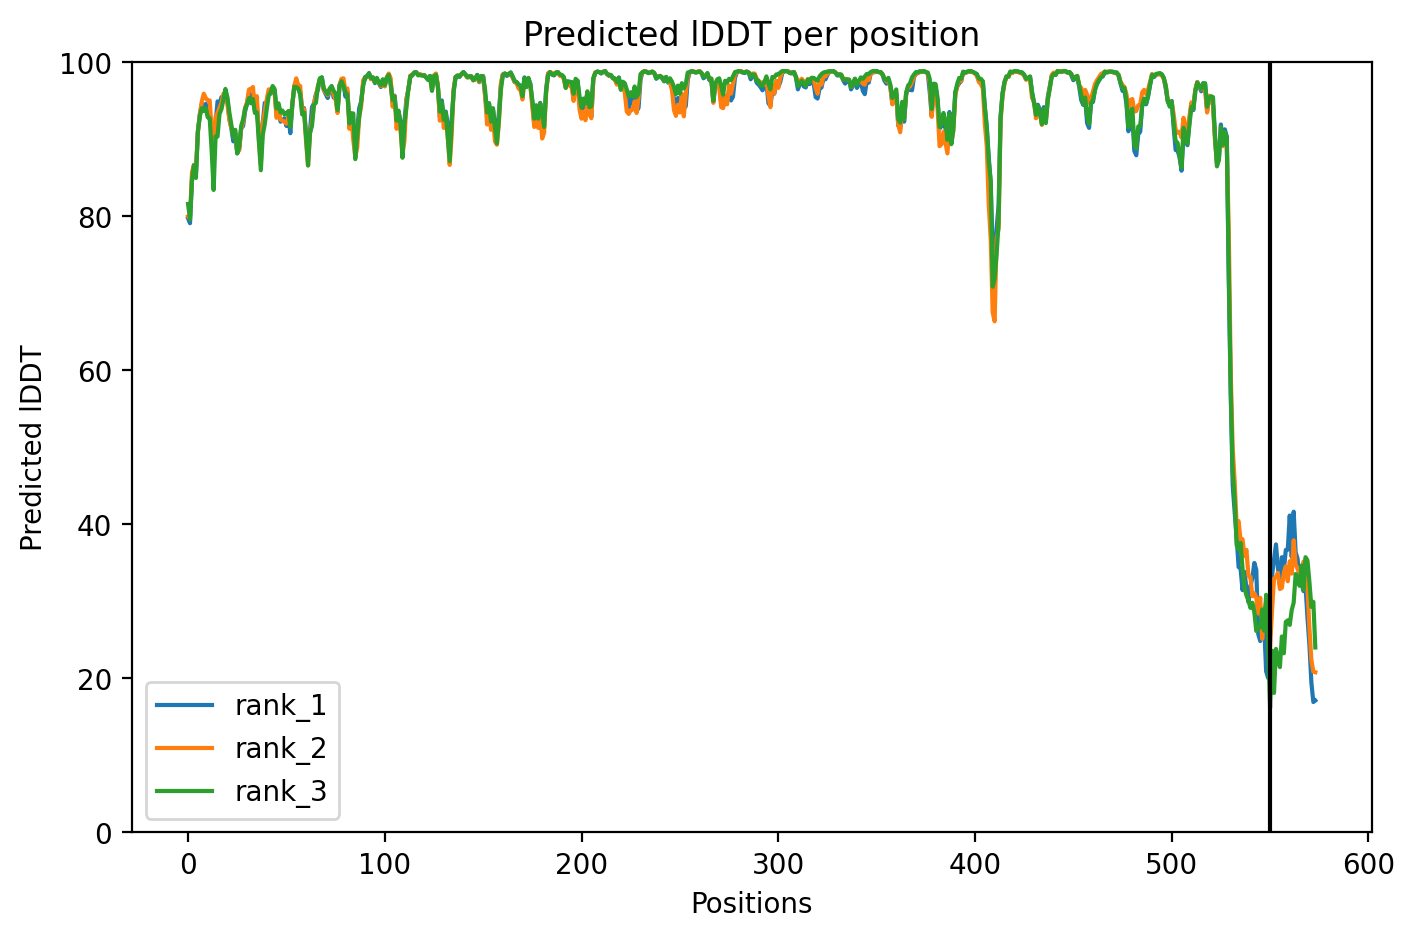 Predicted lDDT per position
Predicted lDDT
100
80
60
40
20
0
rank_1
rank_2
rank_3
0 100 200 300 400 500 600
Positions